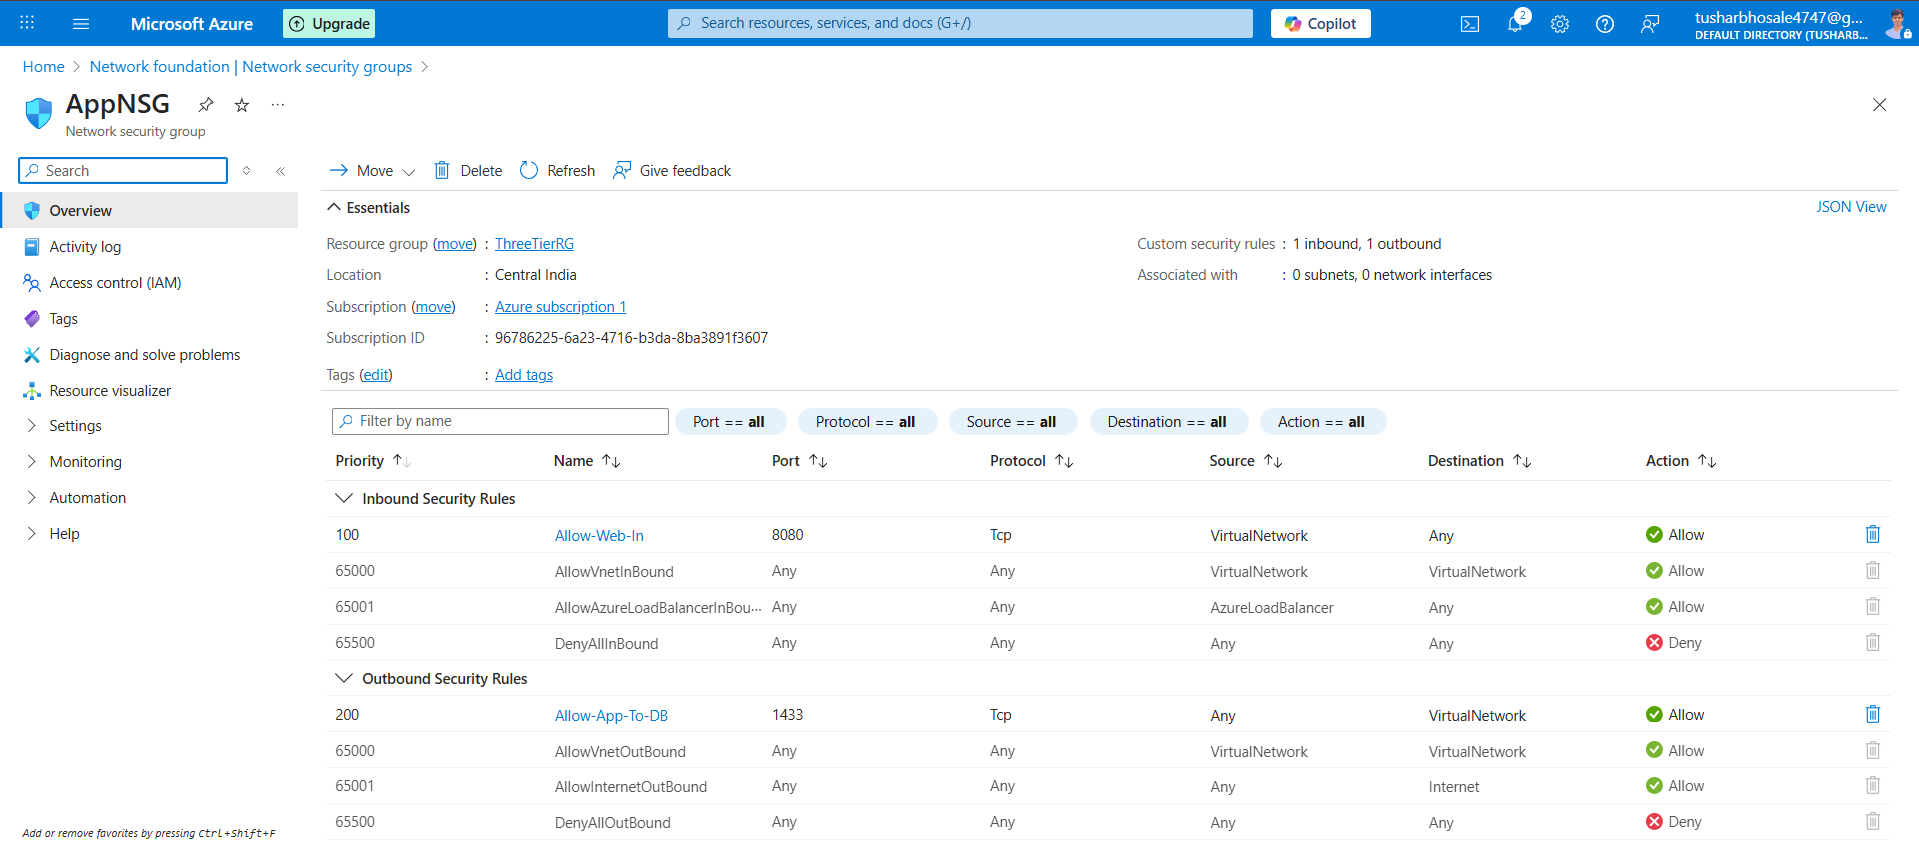 Microsoft Azure Upgrade Search resources, services, and docs (G+/) Copilot 2 tusharbhosale4747@g...
DEFAULT DIRECTORY (TUSHARB...
Home > Network foundation | Network security groups >
AppNSG ...
Network security group
Search
Move Delete Refresh Give feedback
Overview
Activity log
Access control (IAM)
Tags
Diagnose and solve problems
Resource visualizer
Settings
Monitoring
Automation
Help
Add or remove favorites by pressing Ctrl+Shift+F
Essentials JSON View
Resource group (move) : ThreeTierRG Custom security rules : 1 inbound, 1 outbound
Location : Central India Associated with : 0 subnets, 0 network interfaces
Subscription (move) : Azure subscription 1
Subscription ID : 96786225-6a23-4716-b3da-8ba3891f3607
Tags (edit) : Add tags
Filter by name Port == all Protocol == all Source == all Destination == all Action == all
Priority Name Port Protocol Source Destination Action
Inbound Security Rules
100 Allow-Web-In 8080 Tcp VirtualNetwork Any Allow
65000 AllowVnetInBound Any Any VirtualNetwork VirtualNetwork Allow
65001 AllowAzureLoadBalancerInBou... Any Any AzureLoadBalancer Any Allow
65500 DenyAllInBound Any Any Any Any Deny
Outbound Security Rules
200 Allow-App-To-DB 1433 Tcp Any VirtualNetwork Allow
65000 AllowVnetOutBound Any Any VirtualNetwork VirtualNetwork Allow
65001 AllowInternetOutBound Any Any Any Internet Allow
65500 DenyAllOutBound Any Any Any Any Deny